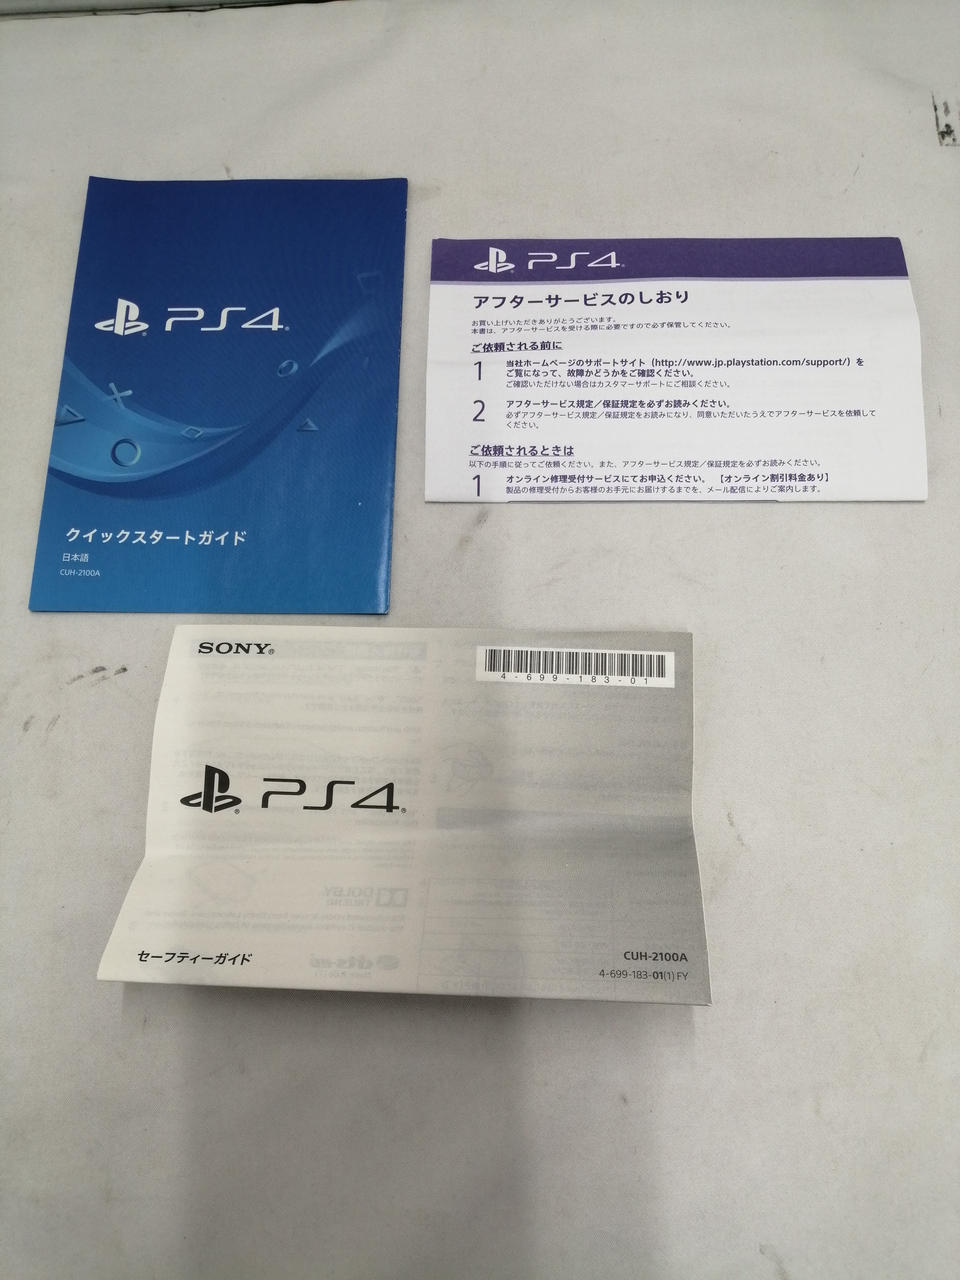 PS4®
クイックスタートガイド
日本語
CUH-2100A
PS4®
アフターサービスのしおり
お買い上げいただきありがとうございます。
本書は、アフターサービスを受ける際に必要ですので必ず保管してください。
ご依頼される前に
1 当社ホームページのサポートサイト（http://www.jp.playstation.com/support/）を
ご覧になって、故障かどうかをご確認ください。
ご確認いただけない場合はカスタマーサポートにご相談ください。
2 アフターサービス規定／保証規定を必ずお読みください。
必ずアフターサービス規定／保証規定をお読みになり、同意いただいたうえでアフターサービスを依頼して
ください。
ご依頼されるときは
以下の手順に従ってご依頼ください。また、アフターサービス規定／保証規定を必ずお読みください。
1 オンライン修理受付サービスにてお申込ください。【オンライン割引料金あり】
製品の修理受付からお客様のお手元にお届けするまでを、メール配信によりご案内します。
SONY®
4-699-183-01
PS4®
セーフティーガイド
CUH-2100A
4-699-183-01(1) FY